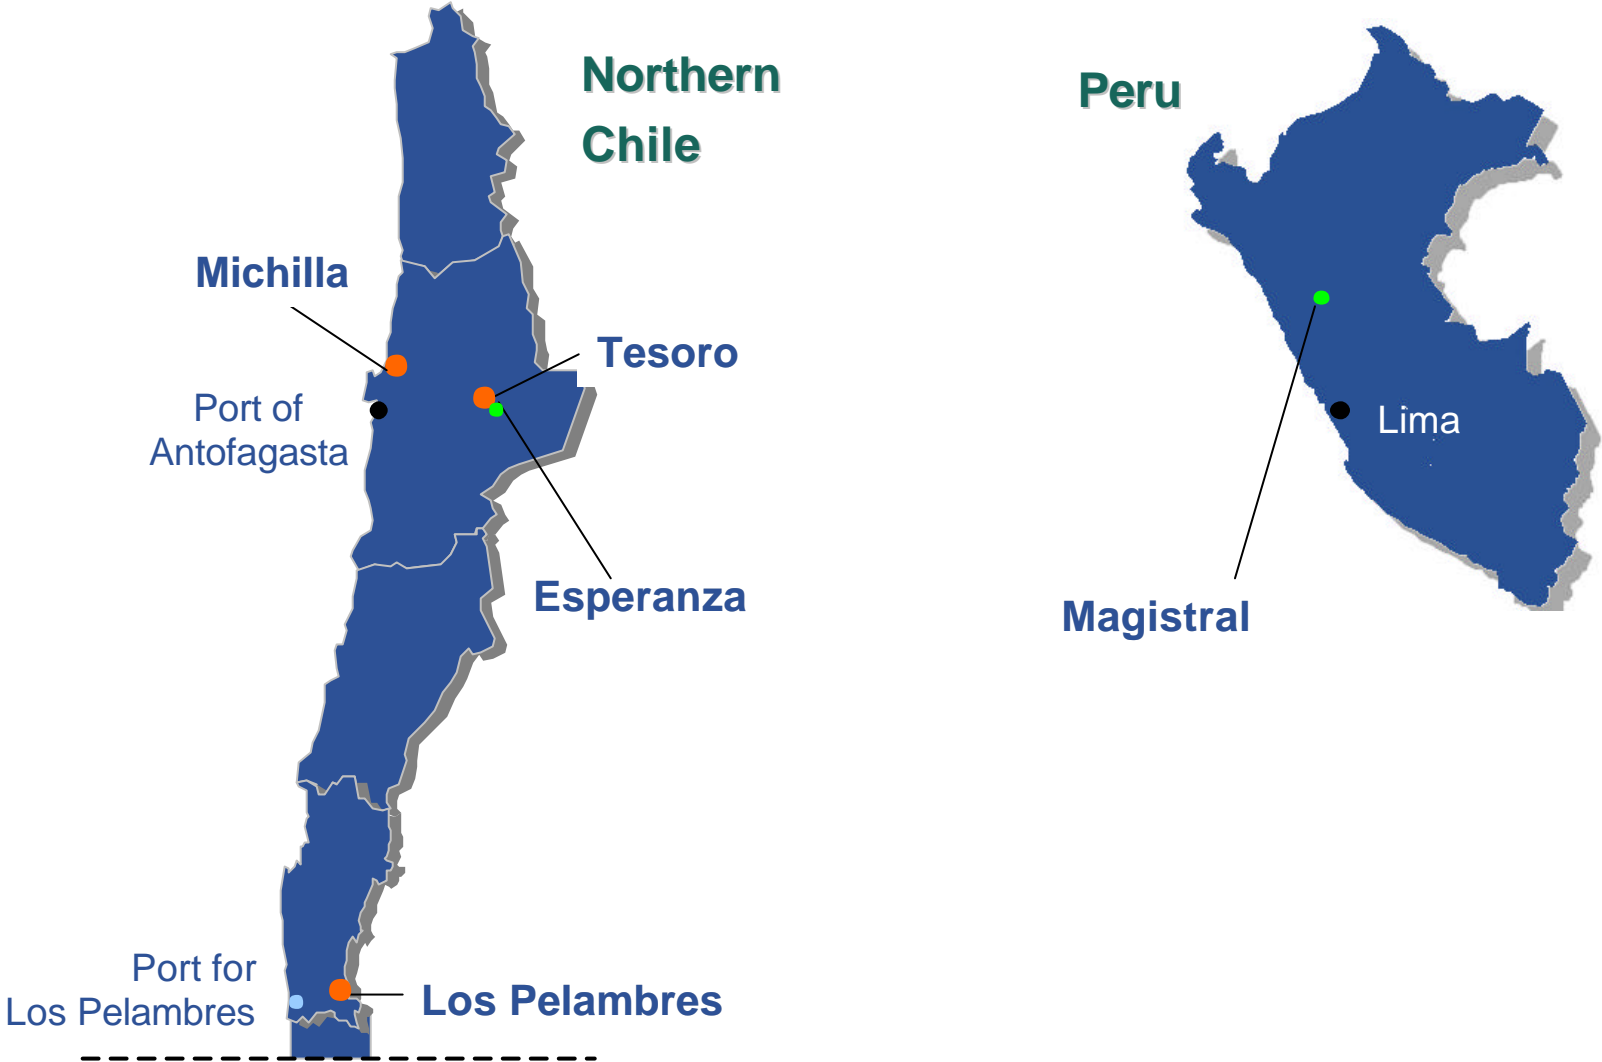 Northern
Chile
Peru
Michilla
Tesoro
Port of
Antofagasta
Lima
Esperanza
Magistral
Port for
Los Pelambres
Los Pelambres